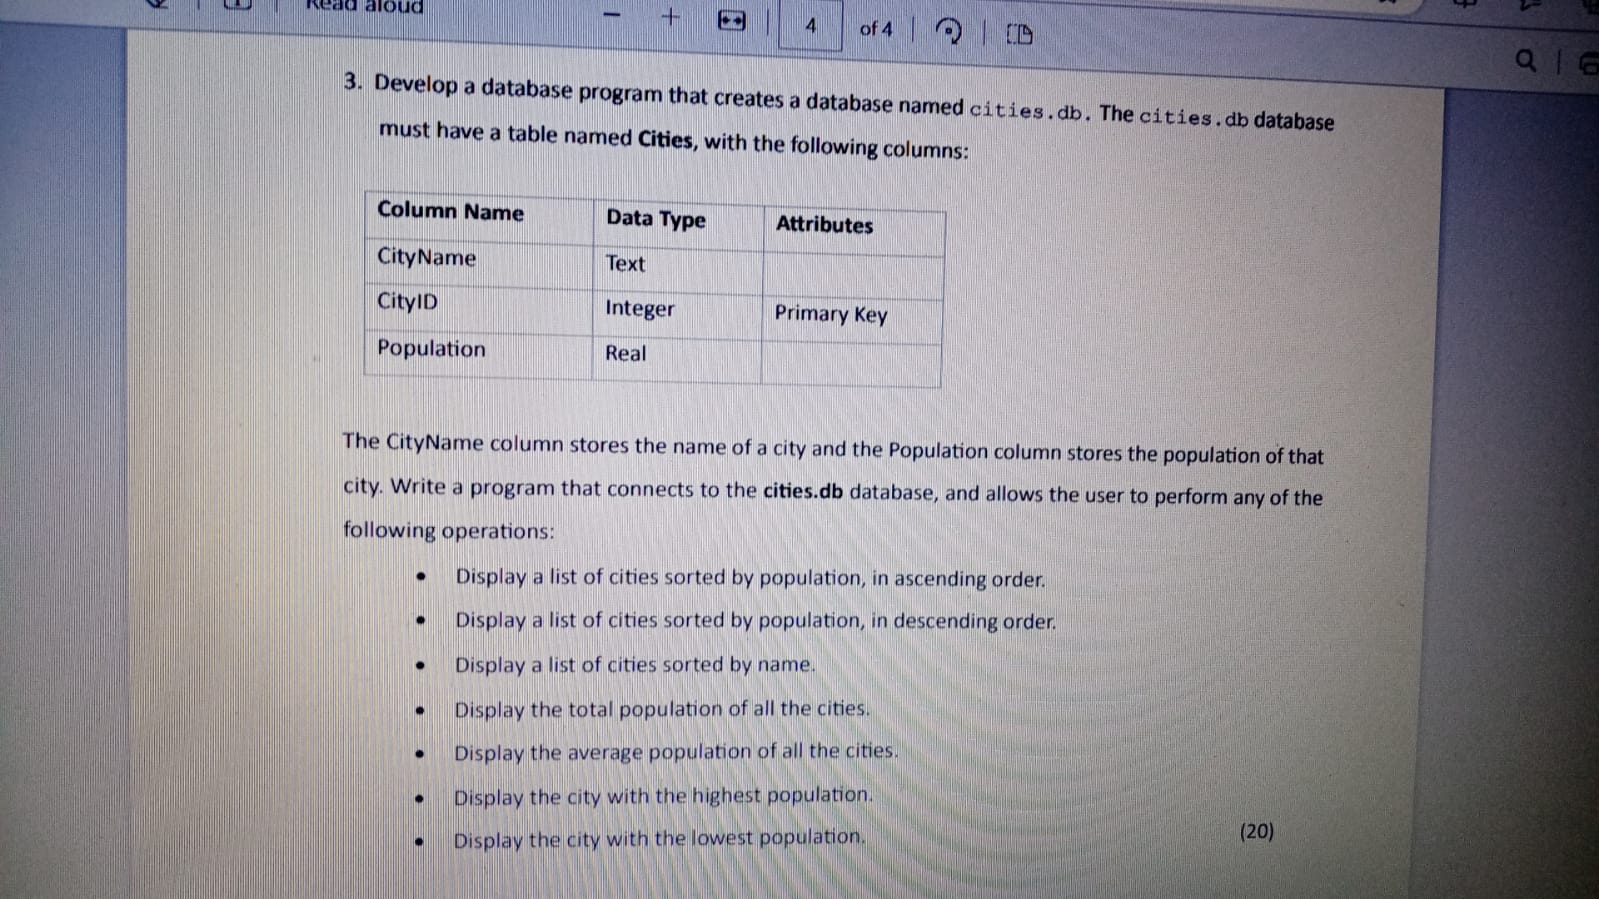 Read aloud
4 of 4
3. Develop a database program that creates a database named cities.db. The cities.db database
must have a table named Cities, with the following columns:
Column Name Data Type Attributes
CityName Text
CityID Integer Primary Key
Population Real
The CityName column stores the name of a city and the Population column stores the population of that
city. Write a program that connects to the cities.db database, and allows the user to perform any of the
following operations:
• Display a list of cities sorted by population, in ascending order.
• Display a list of cities sorted by population, in descending order.
• Display a list of cities sorted by name.
• Display the total population of all the cities.
• Display the average population of all the cities.
• Display the city with the highest population.
• Display the city with the lowest population. (20)